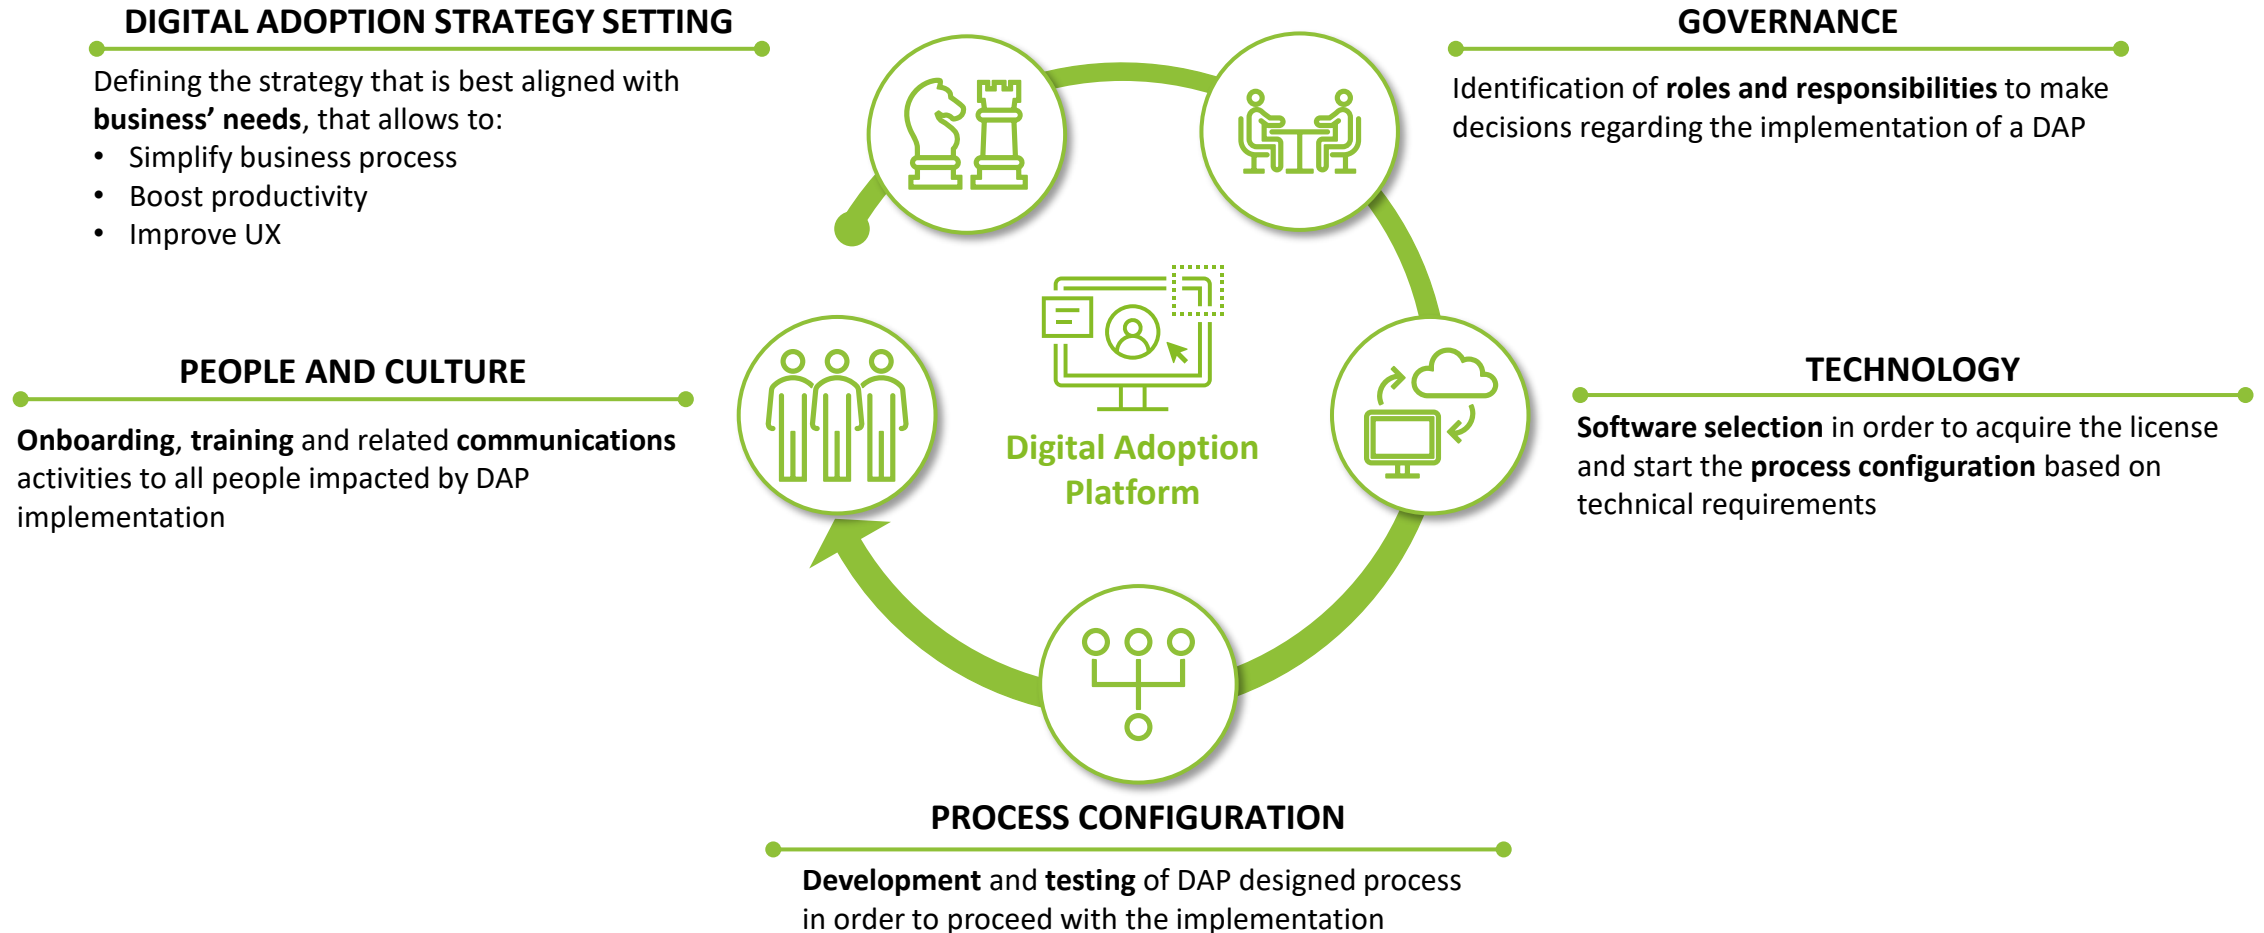 DIGITAL ADOPTION STRATEGY SETTING
Defining the strategy that is best aligned with
business’ needs, that allows to:
• Simplify business process
• Boost productivity
• Improve UX
GOVERNANCE
Identification of roles and responsibilities to make
decisions regarding the implementation of a DAP
TECHNOLOGY
Software selection in order to acquire the license
and start the process configuration based on
technical requirements
PROCESS CONFIGURATION
Development and testing of DAP designed process
in order to proceed with the implementation
PEOPLE AND CULTURE
Onboarding, training and related communications
activities to all people impacted by DAP
implementation
Digital Adoption
Platform